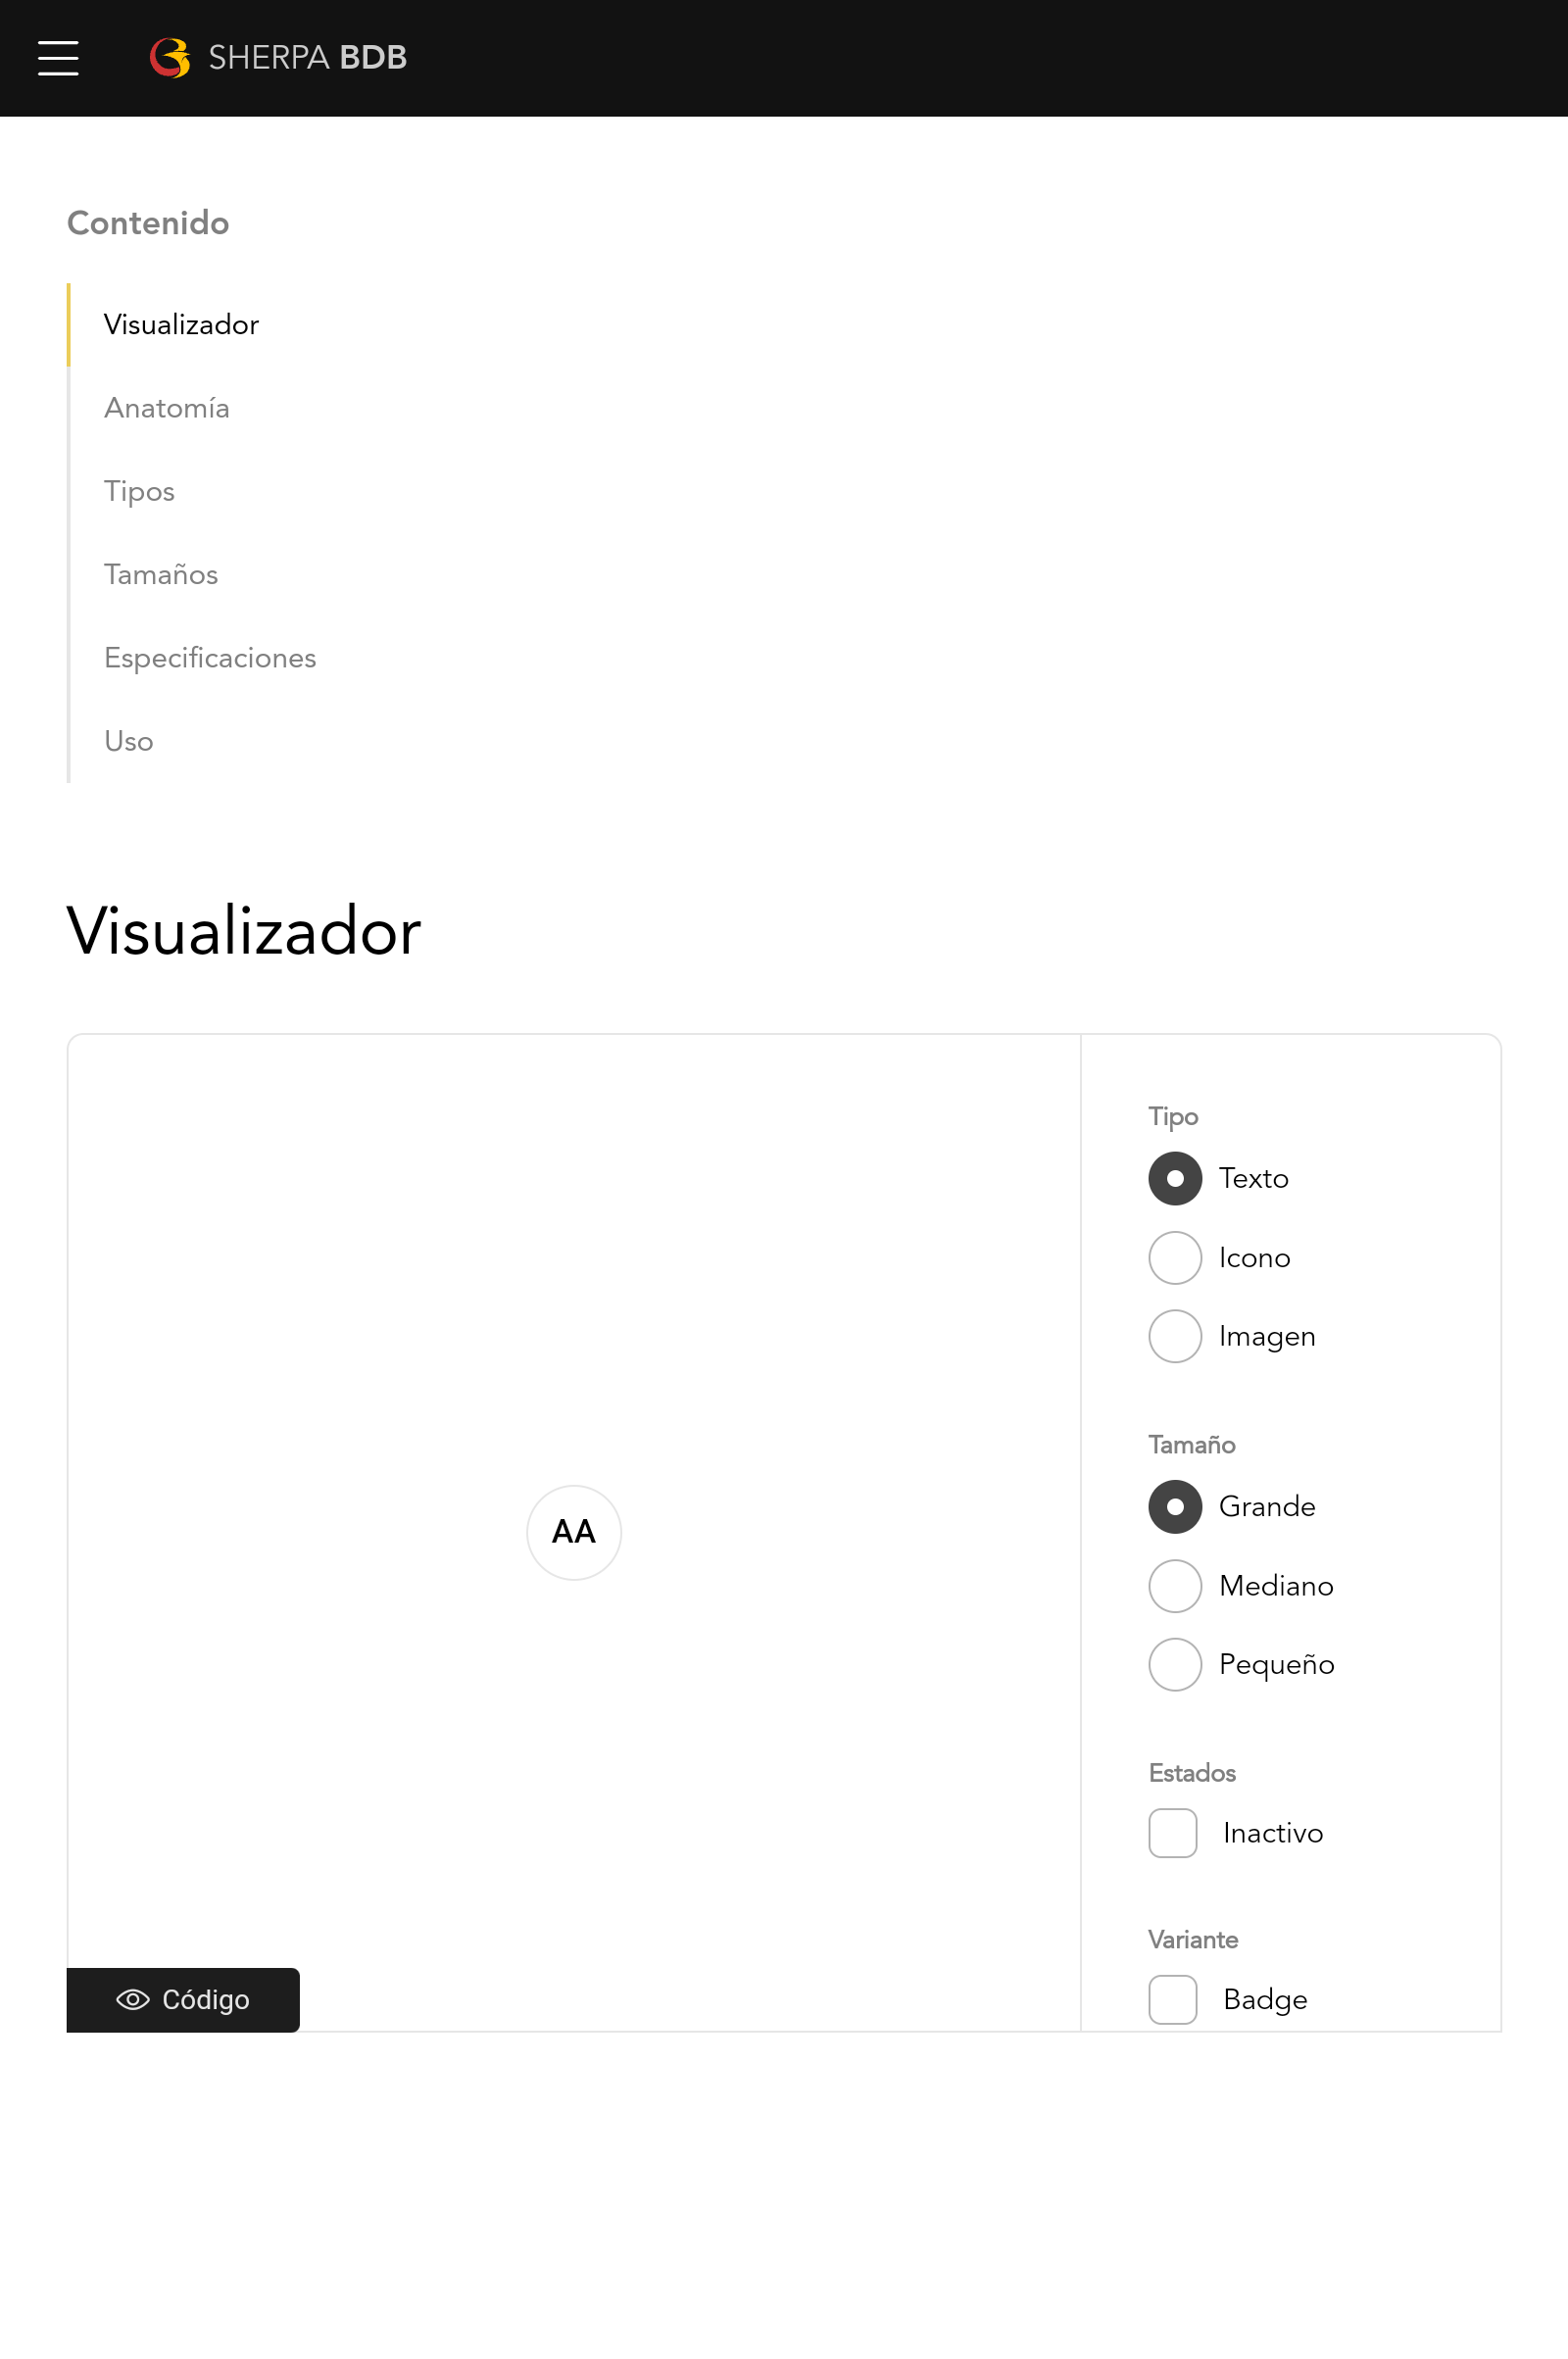 SHERPA BDB
Contenido
Visualizador
Anatomía
Tipos
Tamaños
Especificaciones
Uso
Visualizador
Tipo
Texto
Icono
Imagen
AA
Tamaño
Grande
Mediano
Pequeño
Estados
Inactivo
Variante
Badge
Código